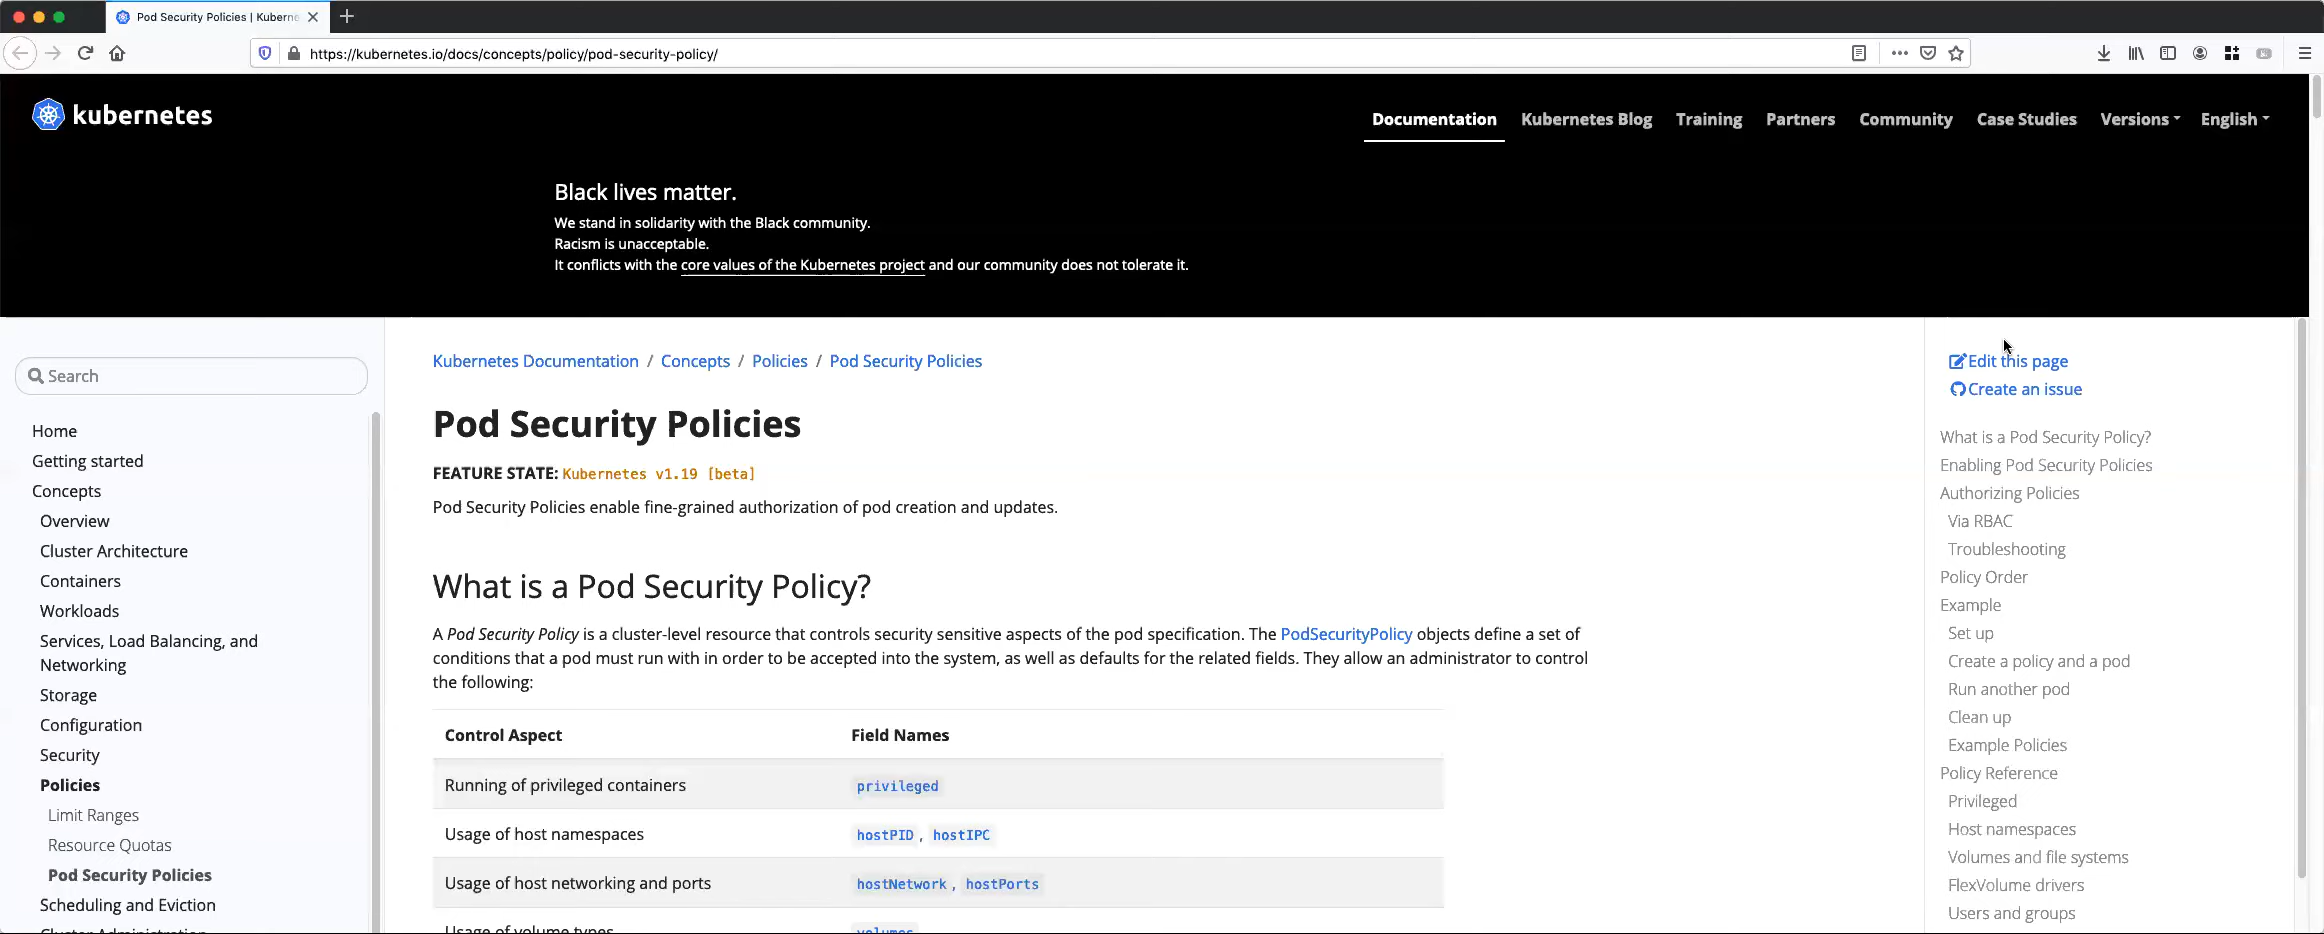 Pod Security Policies | Kuberne
https://kubernetes.io/docs/concepts/policy/pod-security-policy/
kubernetes
Documentation
Kubernetes Blog
Training
Partners
Community
Case Studies
Versions
English
Black lives matter.
We stand in solidarity with the Black community.
Racism is unacceptable.
It conflicts with the core values of the Kubernetes project and our community does not tolerate it.
Search
Home
Getting started
Concepts
Overview
Cluster Architecture
Containers
Workloads
Services, Load Balancing, and
Networking
Storage
Configuration
Security
Policies
Limit Ranges
Resource Quotas
Pod Security Policies
Scheduling and Eviction
Cluster Administration
Kubernetes Documentation / Concepts / Policies / Pod Security Policies
Pod Security Policies
FEATURE STATE: Kubernetes v1.19 [beta]
Pod Security Policies enable fine-grained authorization of pod creation and updates.
What is a Pod Security Policy?
A Pod Security Policy is a cluster-level resource that controls security sensitive aspects of the pod specification. The PodSecurityPolicy objects define a set of
conditions that a pod must run with in order to be accepted into the system, as well as defaults for the related fields. They allow an administrator to control
the following:
Control Aspect Field Names
Running of privileged containers privileged
Usage of host namespaces hostPID, hostIPC
Usage of host networking and ports hostNetwork, hostPorts
Usage of volume types volumes
Edit this page
Create an issue
What is a Pod Security Policy?
Enabling Pod Security Policies
Authorizing Policies
Via RBAC
Troubleshooting
Policy Order
Example
Set up
Create a policy and a pod
Run another pod
Clean up
Example Policies
Policy Reference
Privileged
Host namespaces
Volumes and file systems
FlexVolume drivers
Users and groups